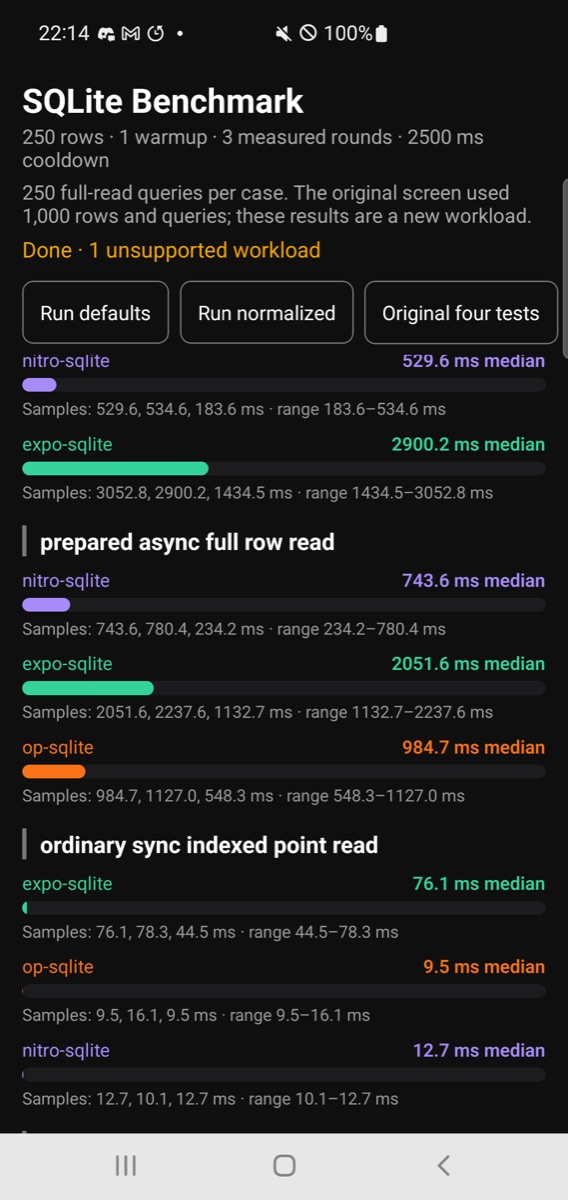 22:14
100%
SQLite Benchmark
250 rows · 1 warmup · 3 measured rounds · 2500 ms
cooldown
250 full-read queries per case. The original screen used
1,000 rows and queries; these results are a new workload.
Done · 1 unsupported workload
Run defaults
Run normalized
Original four tests
nitro-sqlite
529.6 ms median
Samples: 529.6, 534.6, 183.6 ms · range 183.6–534.6 ms
expo-sqlite
2900.2 ms median
Samples: 3052.8, 2900.2, 1434.5 ms · range 1434.5–3052.8 ms
prepared async full row read
nitro-sqlite
743.6 ms median
Samples: 743.6, 780.4, 234.2 ms · range 234.2–780.4 ms
expo-sqlite
2051.6 ms median
Samples: 2051.6, 2237.6, 1132.7 ms · range 1132.7–2237.6 ms
op-sqlite
984.7 ms median
Samples: 984.7, 1127.0, 548.3 ms · range 548.3–1127.0 ms
ordinary sync indexed point read
expo-sqlite
76.1 ms median
Samples: 76.1, 78.3, 44.5 ms · range 44.5–78.3 ms
op-sqlite
9.5 ms median
Samples: 9.5, 16.1, 9.5 ms · range 9.5–16.1 ms
nitro-sqlite
12.7 ms median
Samples: 12.7, 10.1, 12.7 ms · range 10.1–12.7 ms